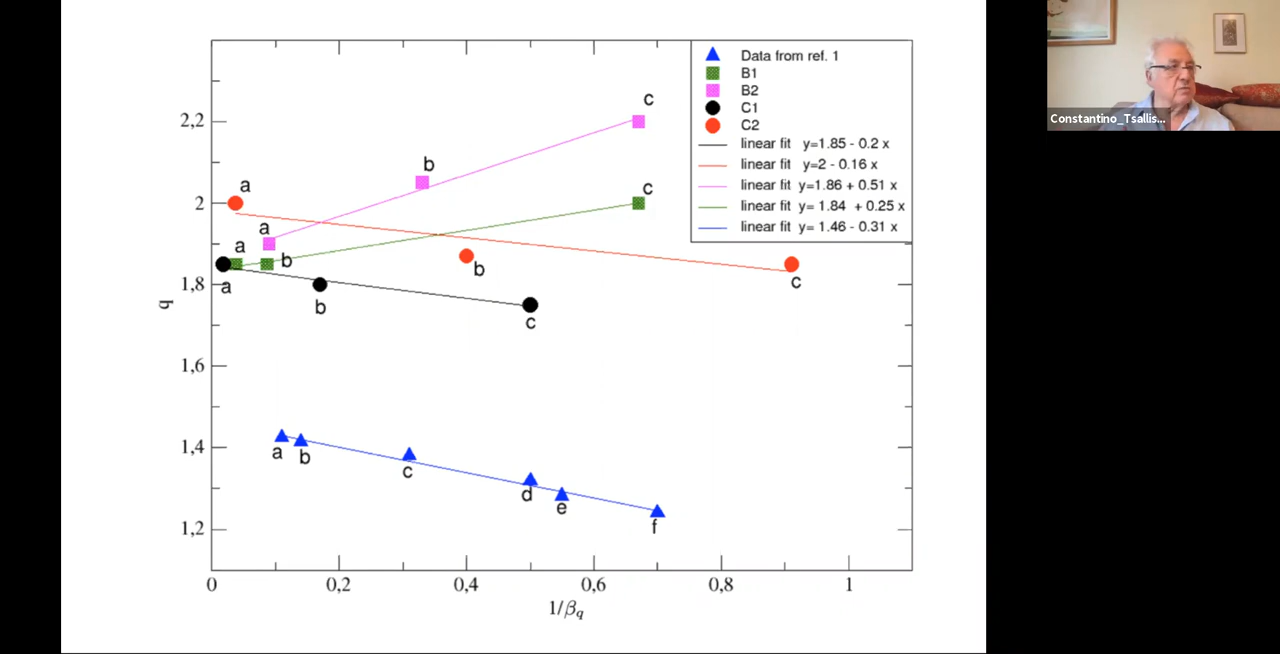 Data from ref. 1
B1
B2
C1
C2
linear fit y=1.85 - 0.2 x
linear fit y=2 - 0.16 x
linear fit y=1.86 + 0.51 x
linear fit y= 1.84 + 0.25 x
linear fit y= 1.46 - 0.31 x
Constantino_Tsallis...
2,2
2
1,8
1,6
1,4
1,2
q
c
b
a
c
a
a
b
a
b
c
b
c
a
b
c
d
e
f
0
0,2
0,4
0,6
0,8
1
1/βq